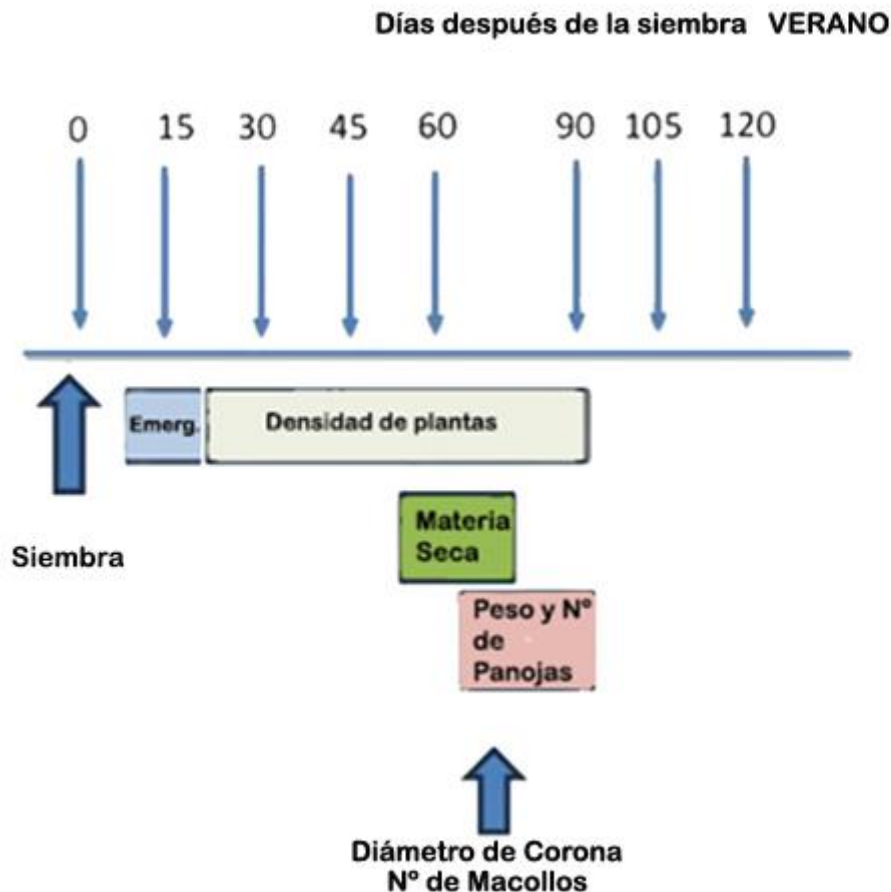 Días después de la siembra VERANO
0 15 30 45 60 90 105 120
Emerg. Densidad de plantas
Materia
Seca
Siembra
Peso y Nº
de
Panojas
Diámetro de Corona
Nº de Macollos